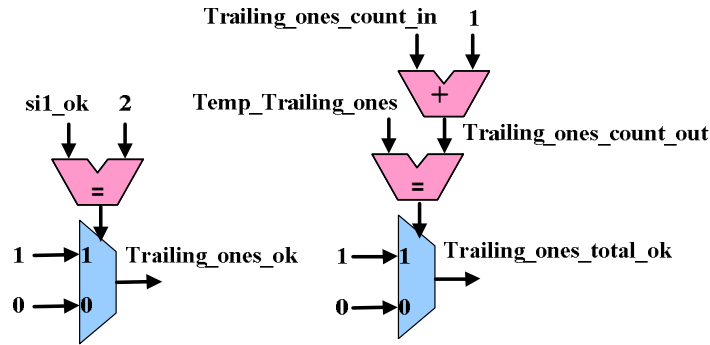 Trailing_ones_count_in 1
+
si1_ok 2
Temp_Trailing_ones
Trailing_ones_count_out
=
=
1 1 Trailing_ones_ok
0 0
1 1 Trailing_ones_total_ok
0 0